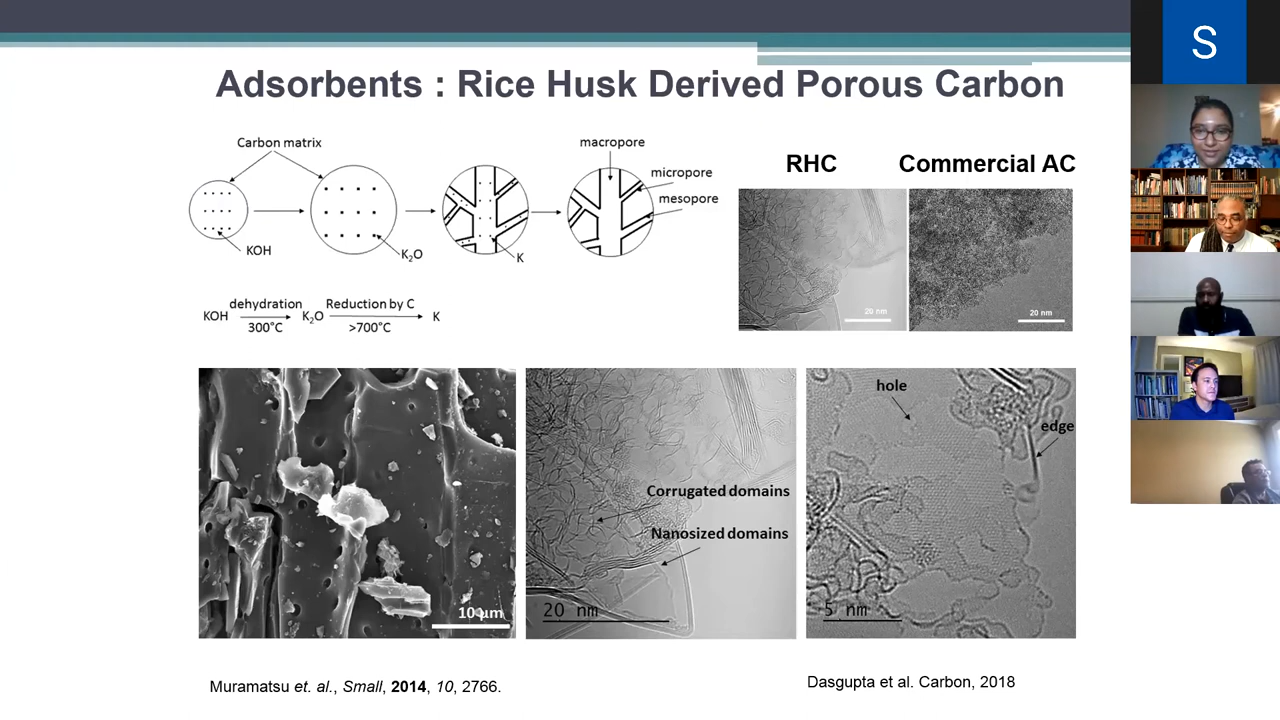 S
Adsorbents : Rice Husk Derived Porous Carbon
Carbon matrix
KOH
K₂O
K
macropore
micropore
mesopore
KOH dehydration 300°C K₂O Reduction by C >700°C K
RHC
Commercial AC
20 nm
20 nm
10 µm
Corrugated domains
Nanosized domains
20 nm
hole
edge
5 nm
Muramatsu et. al., Small, 2014, 10, 2766.
Dasgupta et al. Carbon, 2018